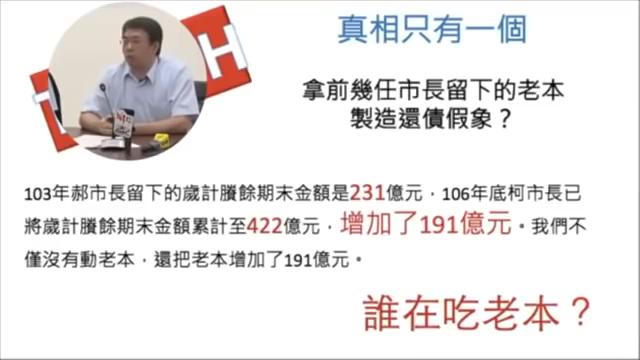 真相只有一個
拿前幾任市長留下的老本
製造還債假象？
103年郝市長留下的歲計賸餘期末金額是231億元，106年底柯市長已
將歲計賸餘期末金額累計至422億元，增加了191億元。我們不
僅沒有動老本，還把老本增加了191億元。
誰在吃老本？